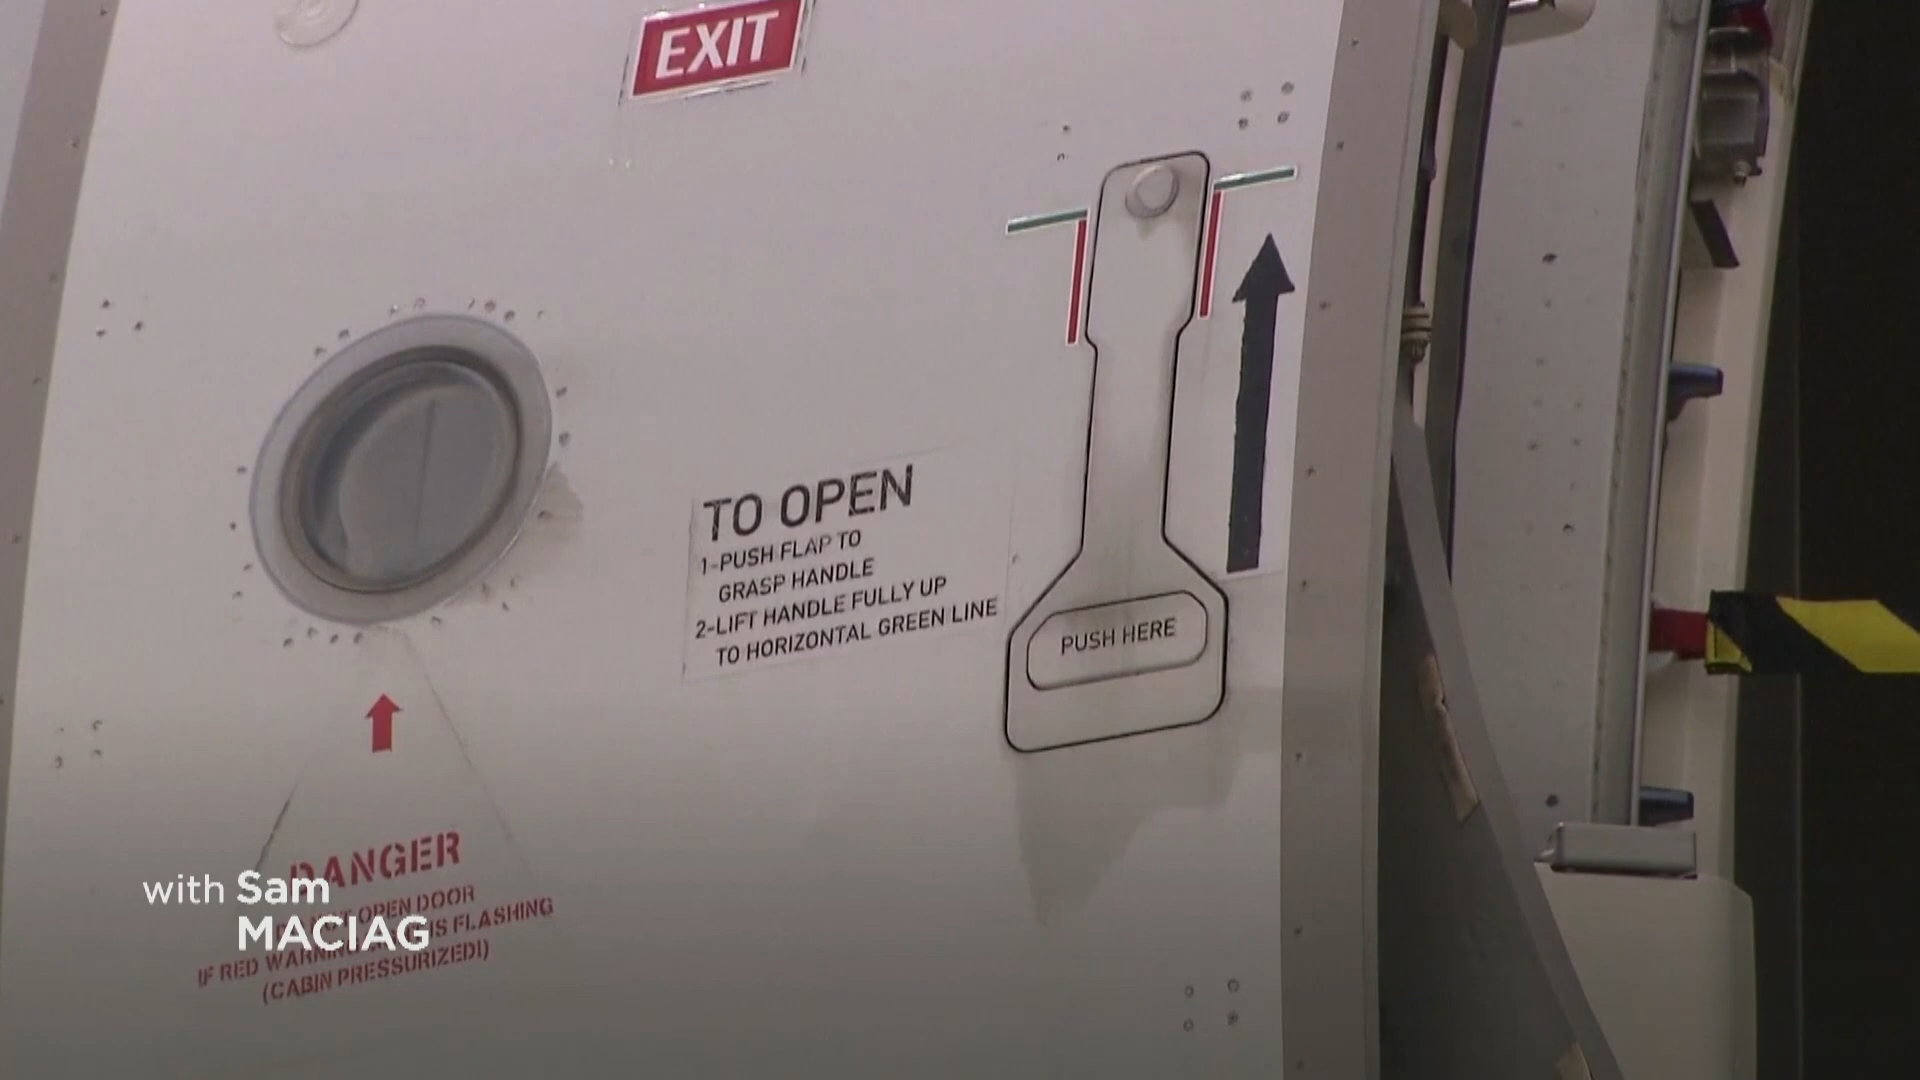 EXIT
TO OPEN
1-PUSH FLAP TO
GRASP HANDLE
2-LIFT HANDLE FULLY UP
TO HORIZONTAL GREEN LINE
PUSH HERE
DANGER
OPEN DOOR
IF RED WARNING IS FLASHING
(CABIN PRESSURIZED!)
with Sam
MACIAG